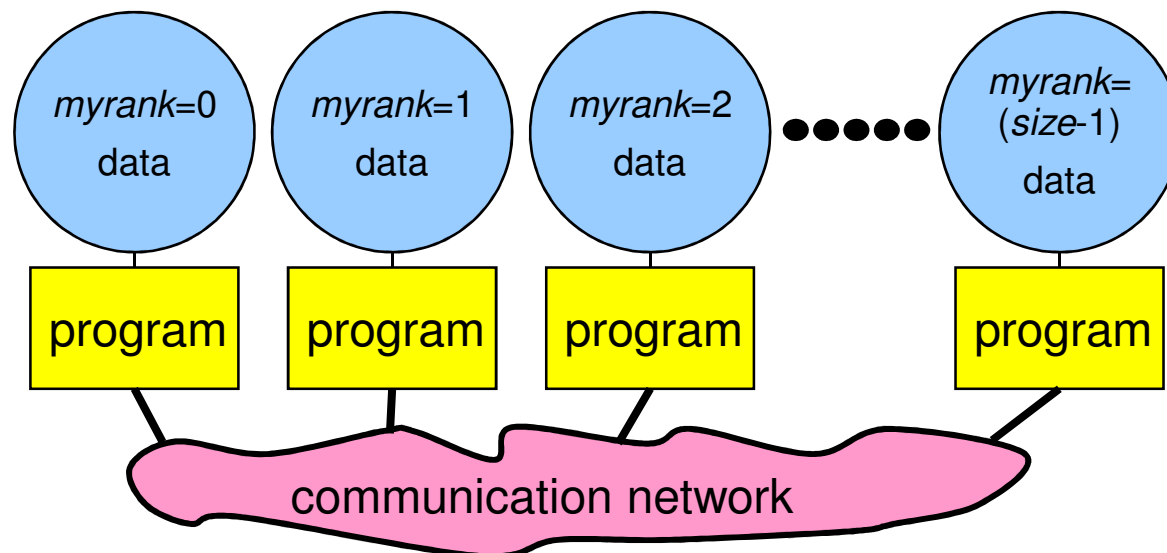 myrank=0
data
myrank=1
data
myrank=2
data
myrank=
(size-1)
data
program
program
program
program
communication network